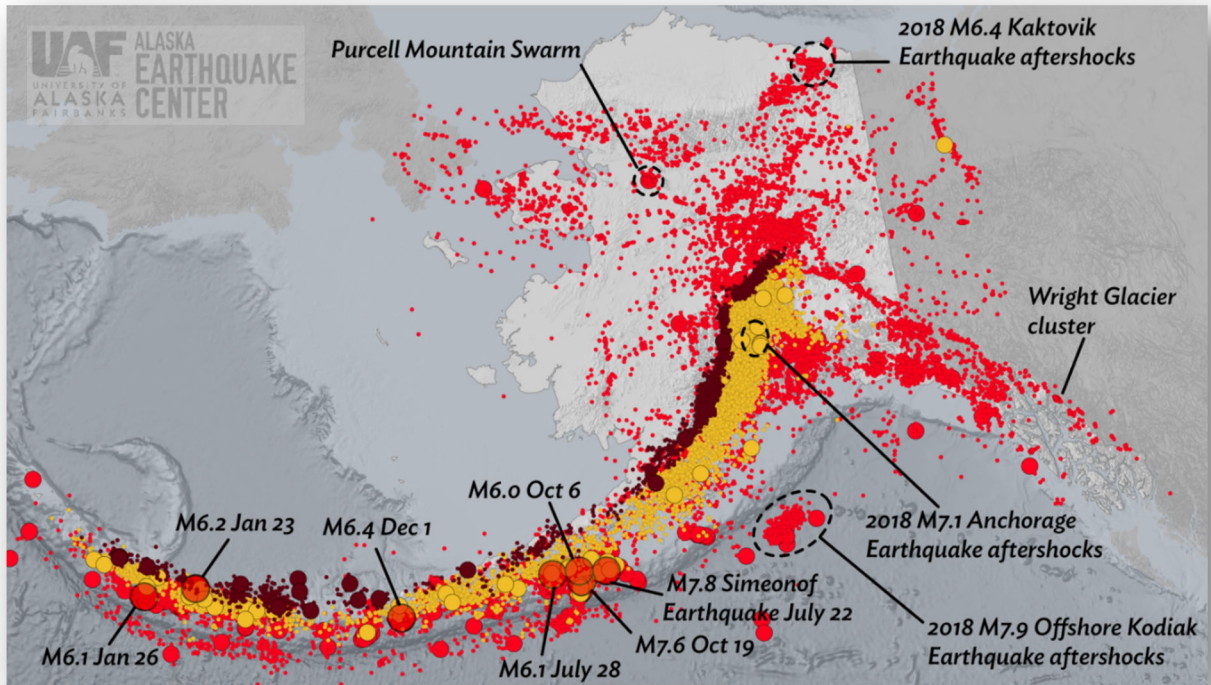 UAF
UNIVERSITY OF
ALASKA
FAIRBANKS
ALASKA
EARTHQUAKE
CENTER
Purcell Mountain Swarm
2018 M6.4 Kaktovik
Earthquake aftershocks
Wright Glacier
cluster
M6.0 Oct 6
M6.2 Jan 23
M6.4 Dec 1
2018 M7.1 Anchorage
Earthquake aftershocks
M7.8 Simeonof
Earthquake July 22
M7.6 Oct 19
M6.1 Jan 26
M6.1 July 28
2018 M7.9 Offshore Kodiak
Earthquake aftershocks